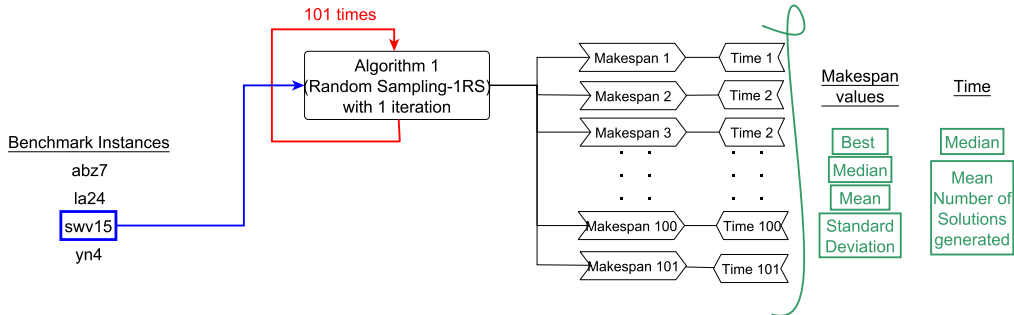 101 times
Algorithm 1
(Random Sampling-1RS)
with 1 iteration
Benchmark Instances
abz7
la24
swv15
yn4
Makespan 1
Time 1
Makespan 2
Time 2
Makespan 3
Time 2
Makespan 100
Time 100
Makespan 101
Time 101
Makespan
values
Best
Median
Mean
Standard
Deviation
Time
Median
Mean
Number of
Solutions
generated